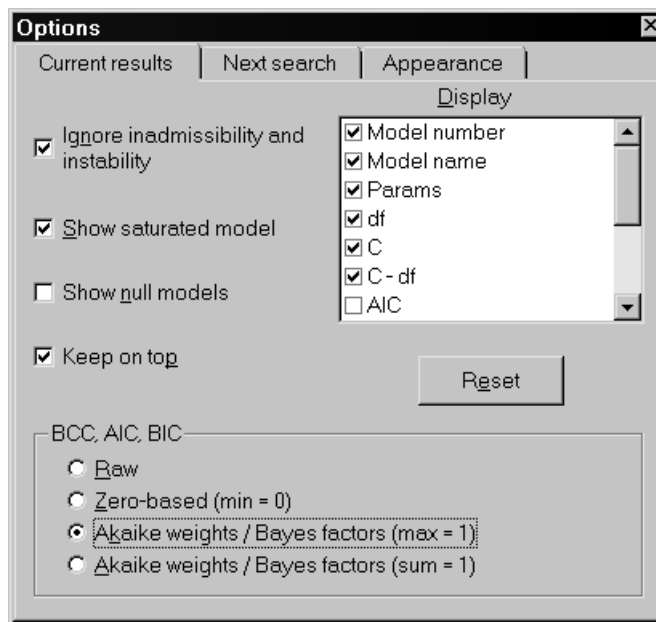 Options
Current results
Next search
Appearance
Display
Ignore inadmissibility and
instability
Show saturated model
Show null models
Keep on top
Model number
Model name
Params
df
C
C - df
AIC
Reset
BCC, AIC, BIC
Raw
Zero-based (min = 0)
Akaike weights / Bayes factors (max = 1)
Akaike weights / Bayes factors (sum = 1)